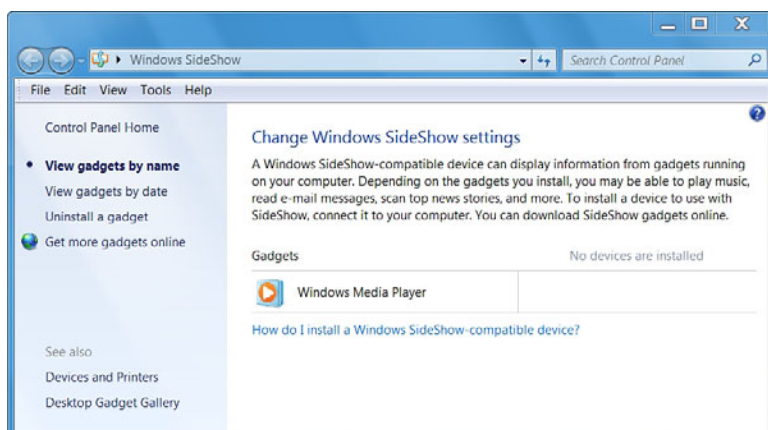 Windows SideShow
Search Control Panel
File Edit View Tools Help
Control Panel Home
View gadgets by name
View gadgets by date
Uninstall a gadget
Get more gadgets online
See also
Devices and Printers
Desktop Gadget Gallery
Change Windows SideShow settings
A Windows SideShow-compatible device can display information from gadgets running
on your computer. Depending on the gadgets you install, you may be able to play music,
read e-mail messages, scan top news stories, and more. To install a device to use with
SideShow, connect it to your computer. You can download SideShow gadgets online.
Gadgets No devices are installed
Windows Media Player
How do I install a Windows SideShow-compatible device?